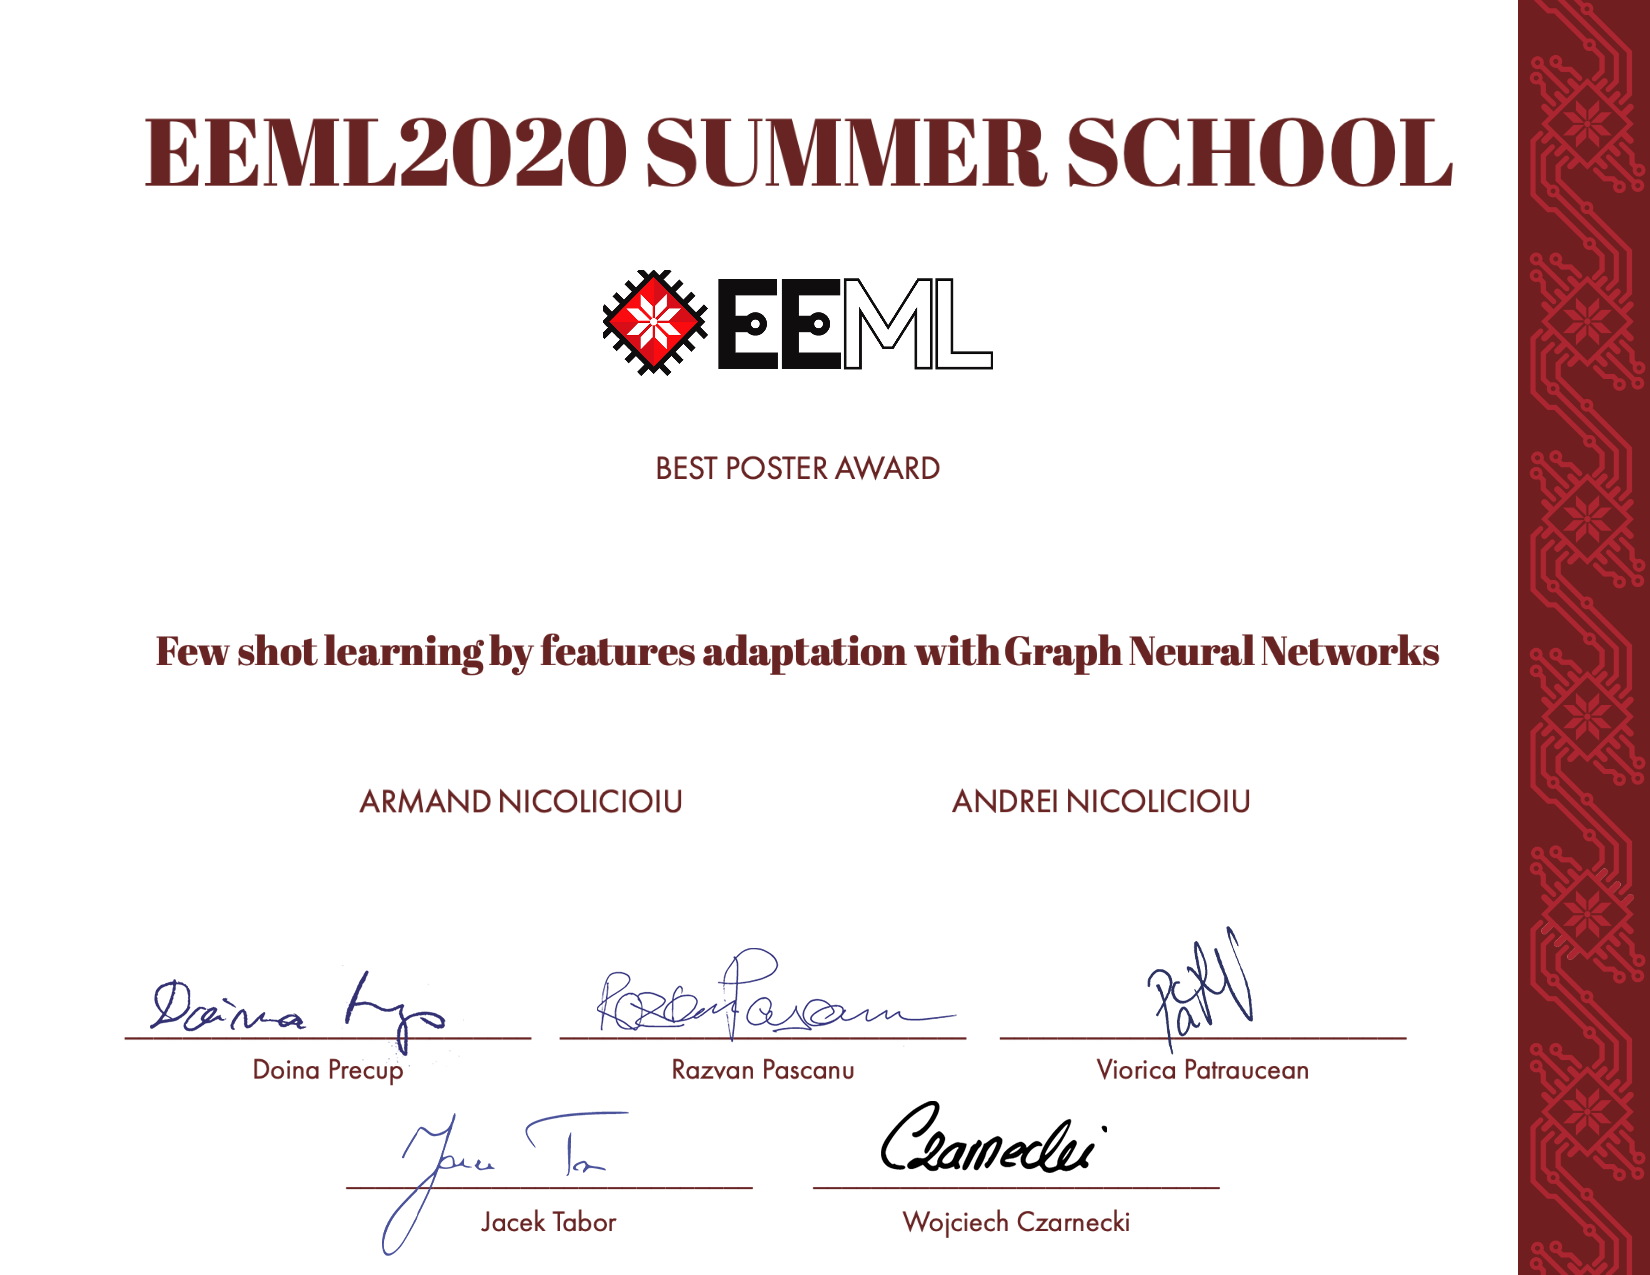 EEML2020 SUMMER SCHOOL
EEML
BEST POSTER AWARD
Few shot learning by features adaptation with Graph Neural Networks
ARMAND NICOLICIOIU ANDREI NICOLICIOIU
Doina Precup Razvan Pascanu Viorica Patraucean
Czarnecki
Jacek Tabor Wojciech Czarnecki